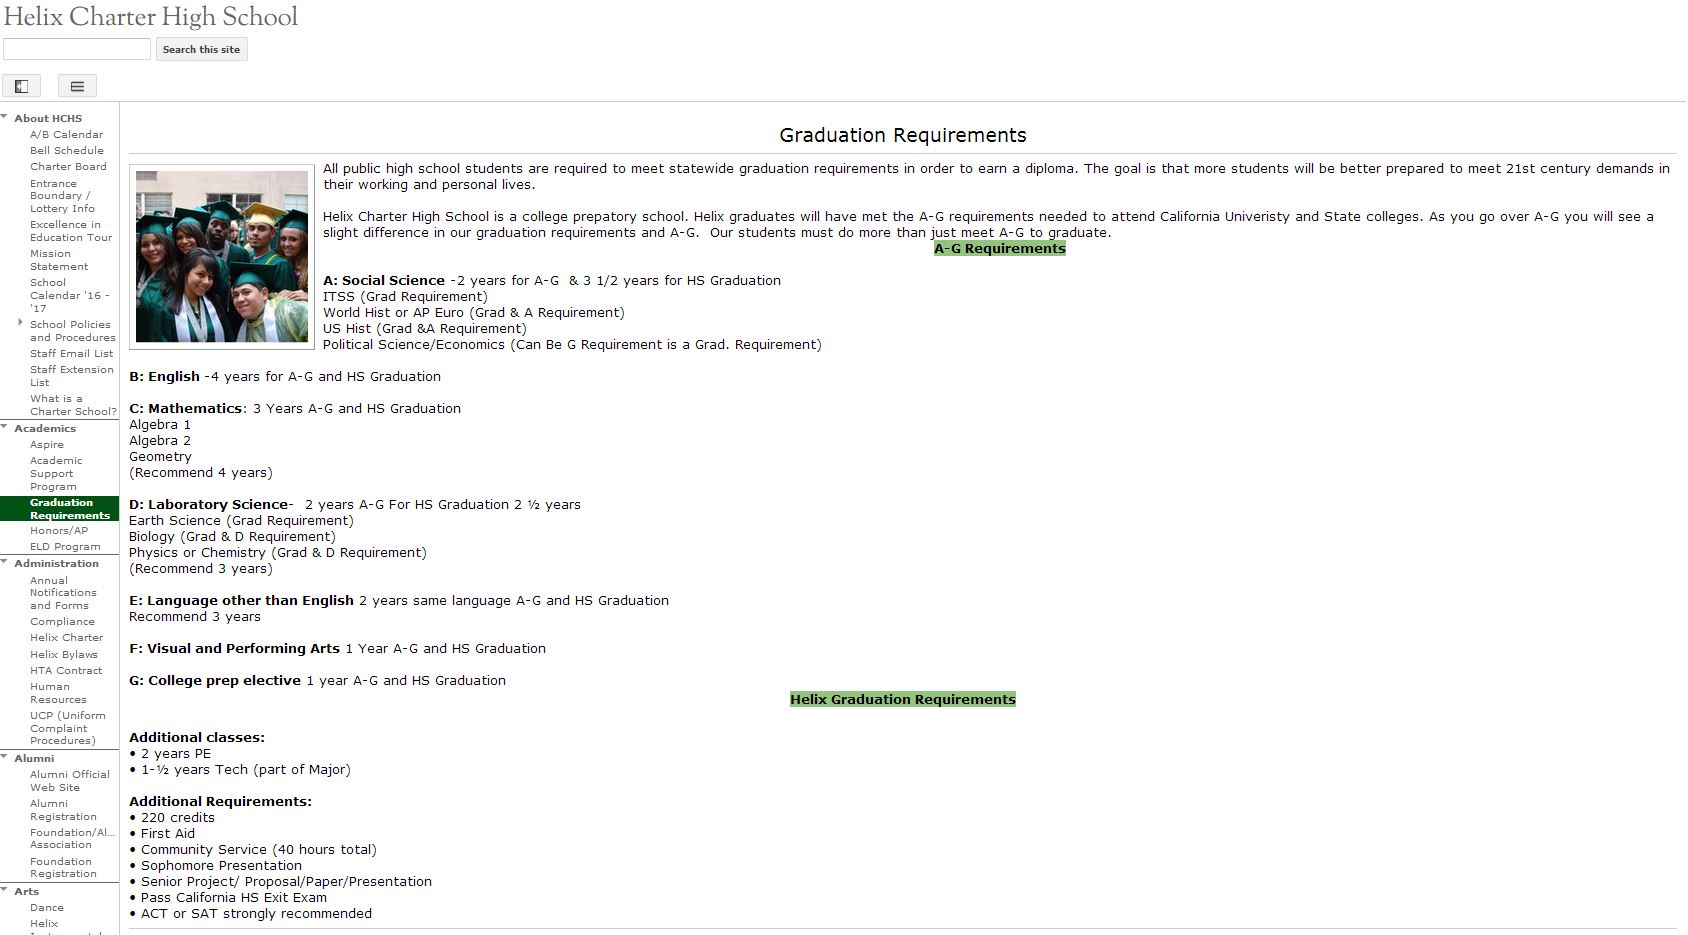 Helix Charter High School
Search this site
About HCHS
A/B Calendar
Bell Schedule
Charter Board
Entrance
Boundary /
Lottery Info
Excellence in
Education Tour
Mission
Statement
School
Calendar '16 -
'17
School Policies
and Procedures
Staff Email List
Staff Extension
List
What is a
Charter School?
Academics
Aspire
Academic
Support
Program
Graduation
Requirements
Honors/AP
ELD Program
Administration
Annual
Notifications
and Forms
Compliance
Helix Charter
Helix Bylaws
HTA Contract
Human
Resources
UCP (Uniform
Complaint
Procedures)
Alumni
Alumni Official
Web Site
Alumni
Registration
Foundation/Al...
Association
Foundation
Registration
Arts
Dance
Helix
Graduation Requirements
All public high school students are required to meet statewide graduation requirements in order to earn a diploma. The goal is that more students will be better prepared to meet 21st century demands in
their working and personal lives.
Helix Charter High School is a college prepatory school. Helix graduates will have met the A-G requirements needed to attend California Univeristy and State colleges. As you go over A-G you will see a
slight difference in our graduation requirements and A-G.  Our students must do more than just meet A-G to graduate.
A-G Requirements
A: Social Science -2 years for A-G  & 3 1/2 years for HS Graduation
ITSS (Grad Requirement)
World Hist or AP Euro (Grad & A Requirement)
US Hist (Grad &A Requirement)
Political Science/Economics (Can Be G Requirement is a Grad. Requirement)
B: English -4 years for A-G and HS Graduation
C: Mathematics: 3 Years A-G and HS Graduation
Algebra 1
Algebra 2
Geometry
(Recommend 4 years)
D: Laboratory Science-  2 years A-G For HS Graduation 2 ½ years
Earth Science (Grad Requirement)
Biology (Grad & D Requirement)
Physics or Chemistry (Grad & D Requirement)
(Recommend 3 years)
E: Language other than English 2 years same language A-G and HS Graduation
Recommend 3 years
F: Visual and Performing Arts 1 Year A-G and HS Graduation
G: College prep elective 1 year A-G and HS Graduation
Helix Graduation Requirements
Additional classes:
• 2 years PE
• 1-½ years Tech (part of Major)
Additional Requirements:
• 220 credits
• First Aid
• Community Service (40 hours total)
• Sophomore Presentation
• Senior Project/ Proposal/Paper/Presentation
• Pass California HS Exit Exam
• ACT or SAT strongly recommended